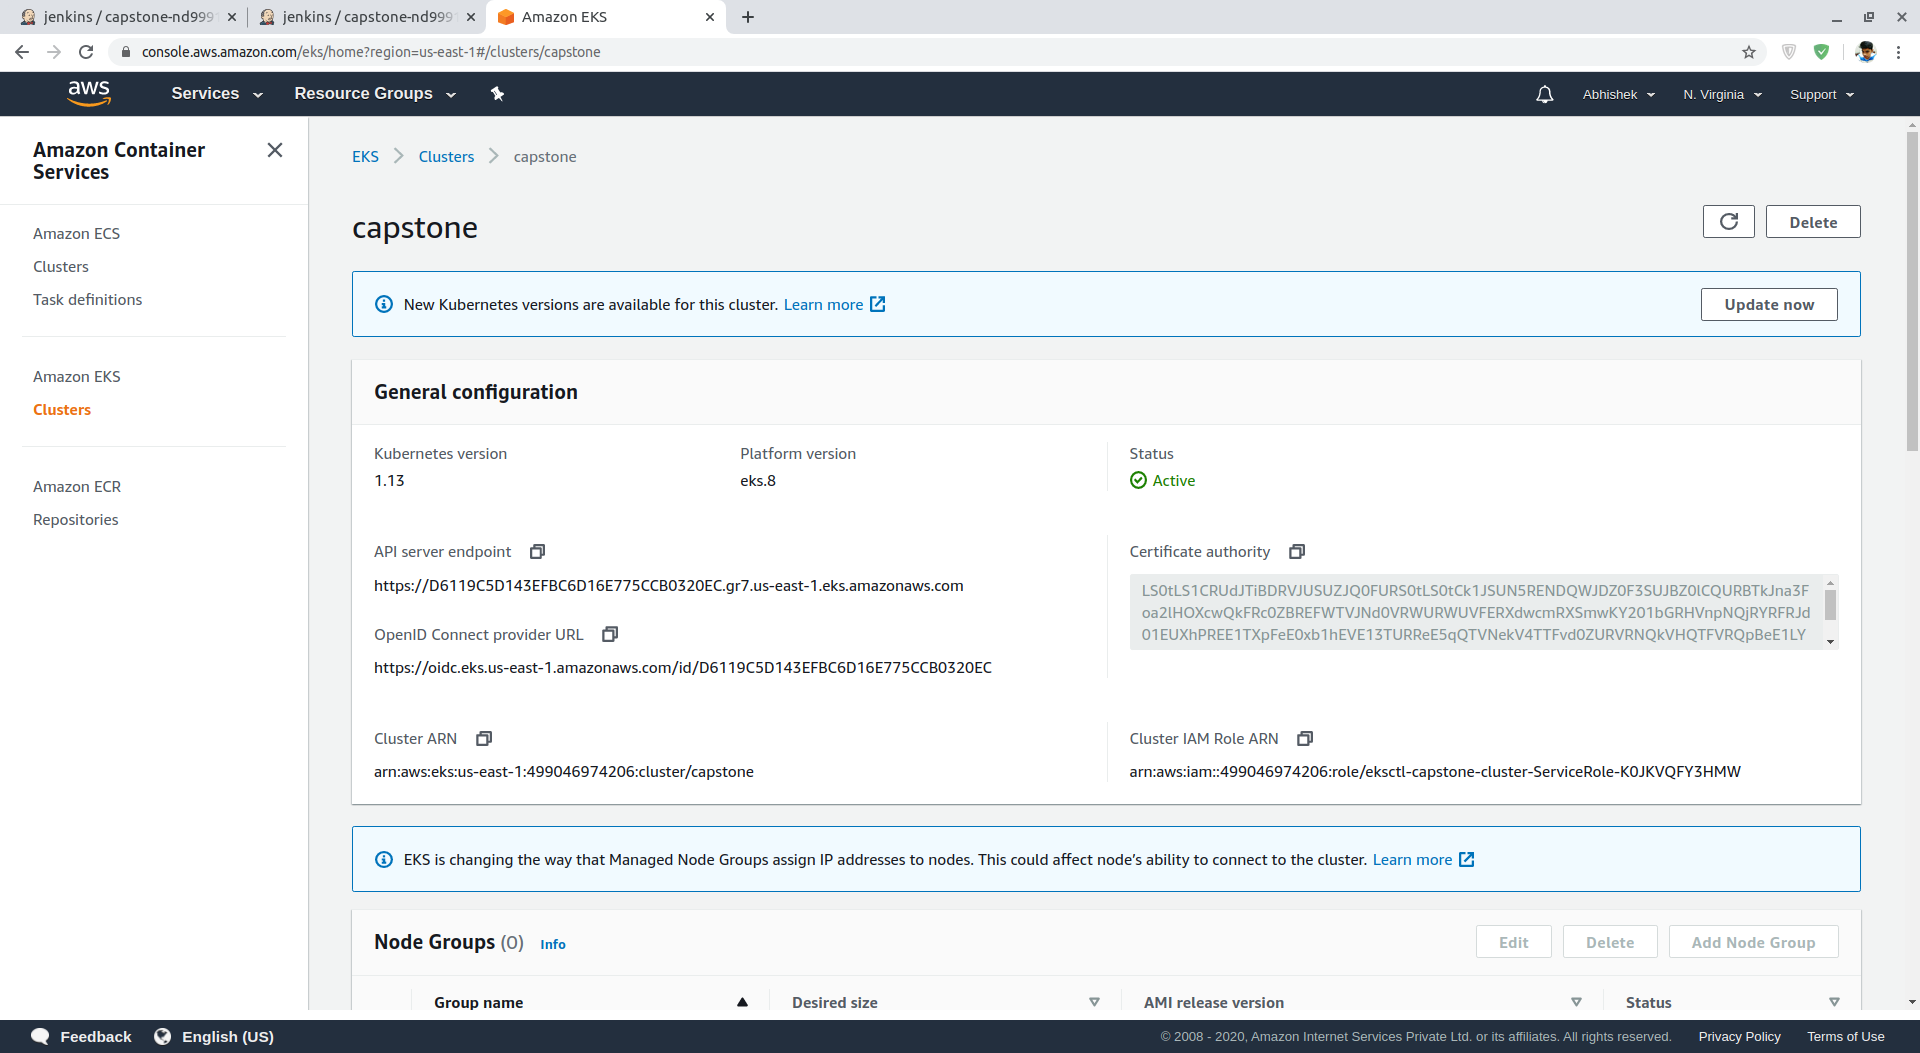 jenkins / capstone-nd999
jenkins / capstone-nd999
Amazon EKS
console.aws.amazon.com/eks/home?region=us-east-1#/clusters/capstone
aws
Services
Resource Groups
Abhishek
N. Virginia
Support
Amazon Container
Services
Amazon ECS
Clusters
Task definitions
Amazon EKS
Clusters
Amazon ECR
Repositories
EKS > Clusters > capstone
capstone
Delete
New Kubernetes versions are available for this cluster. Learn more
Update now
General configuration
Kubernetes version
1.13
Platform version
eks.8
Status
Active
API server endpoint
https://D6119C5D143EFBC6D16E775CCB0320EC.gr7.us-east-1.eks.amazonaws.com
OpenID Connect provider URL
https://oidc.eks.us-east-1.amazonaws.com/id/D6119C5D143EFBC6D16E775CCB0320EC
Certificate authority
LS0tLS1CRUdJTiBDRVJUSUZJQ0FURS0tLS0tCk1JSUN5RENDQWJDZ0F3SUJBZ0lCQURBTkJna3F
oa2lHOXcwQkFRc0ZBREFWTVJNd0VRWURWUVFERXdwcmRXSmwKY201bGRHVnpNQjRYRFRJd
01EUXhPREE1TXpFeE0xb1hEVE13TURReE5qQTVNekV4TTFvd0ZURVRNQkVHQTFVRQpBeE1LY
Cluster ARN
arn:aws:eks:us-east-1:499046974206:cluster/capstone
Cluster IAM Role ARN
arn:aws:iam::499046974206:role/eksctl-capstone-cluster-ServiceRole-K0JKVQFY3HMW
EKS is changing the way that Managed Node Groups assign IP addresses to nodes. This could affect node's ability to connect to the cluster. Learn more
Node Groups (0) Info
Edit
Delete
Add Node Group
Group name
Desired size
AMI release version
Status
Feedback
English (US)
© 2008 - 2020, Amazon Internet Services Private Ltd. or its affiliates. All rights reserved.
Privacy Policy
Terms of Use